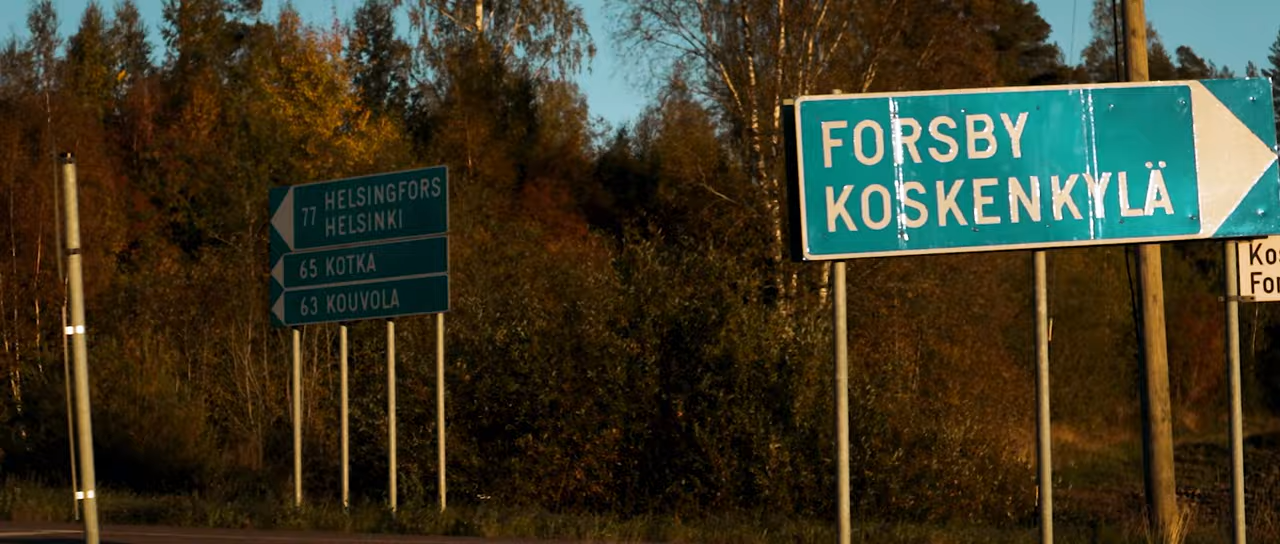 77 HELSINGFORS
HELSINKI
65 KOTKA
63 KOUVOLA
FORSBY
KOSKENKYLÄ